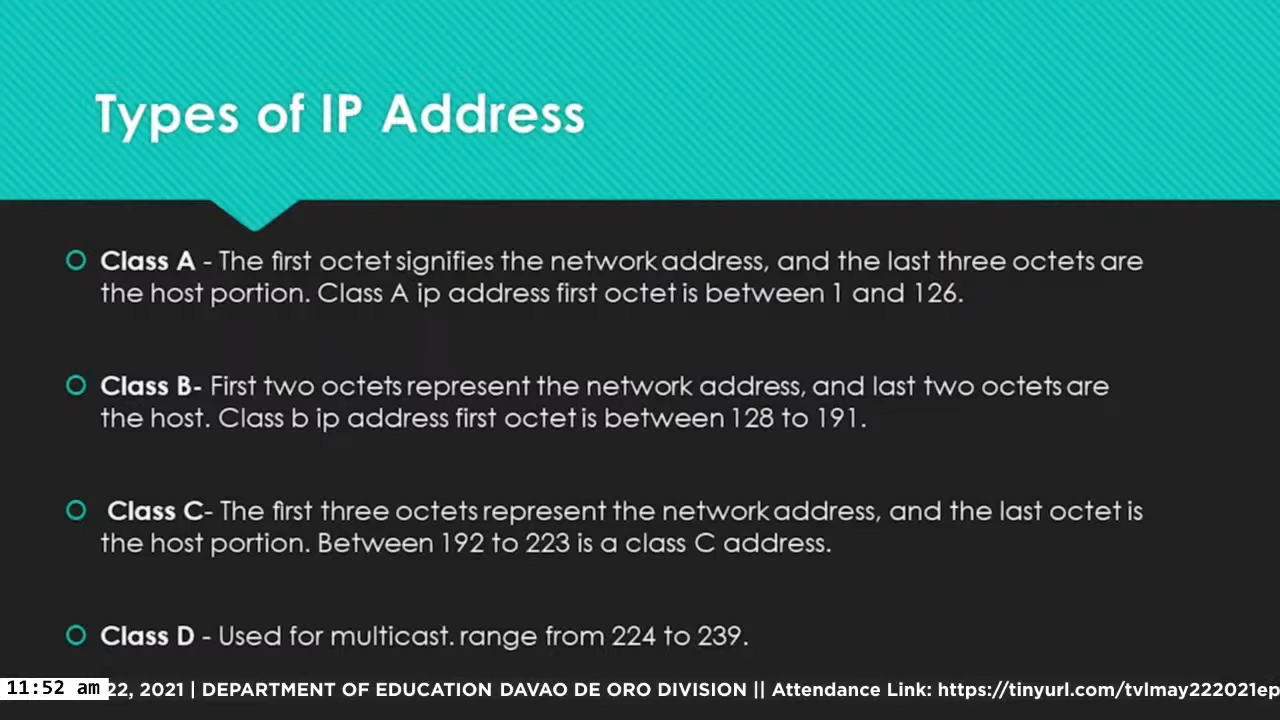 Types of IP Address
Class A - The first octet signifies the network address, and the last three octets are
the host portion. Class A ip address first octet is between 1 and 126.
Class B- First two octets represent the network address, and last two octets are
the host. Class b ip address first octet is between 128 to 191.
Class C- The first three octets represent the network address, and the last octet is
the host portion. Between 192 to 223 is a class C address.
Class D - Used for multicast. range from 224 to 239.
11:52 am 22, 2021 | DEPARTMENT OF EDUCATION DAVAO DE ORO DIVISION || Attendance Link: https://tinyurl.com/tvlmay222021ep